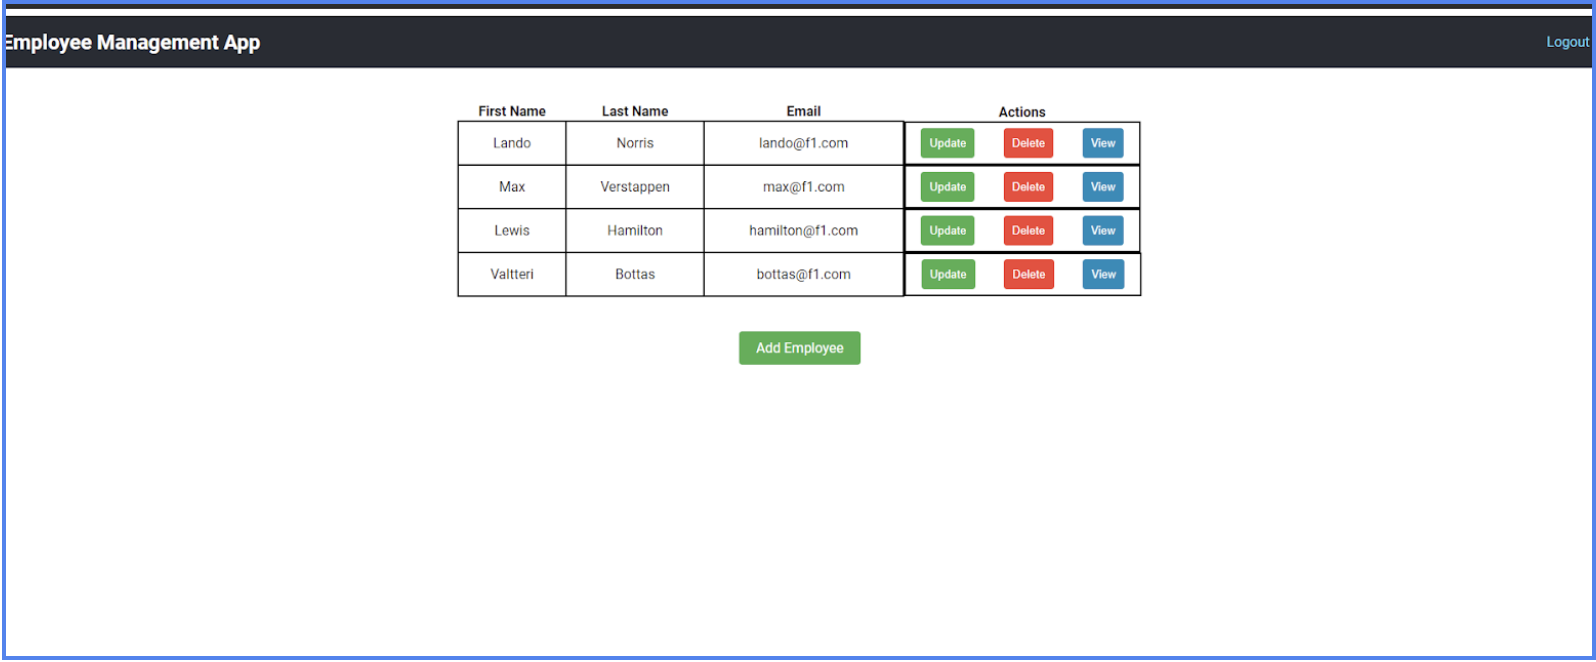 Employee Management App Logout
First Name Last Name Email Actions
Lando Norris lando@f1.com Update Delete View
Max Verstappen max@f1.com Update Delete View
Lewis Hamilton hamilton@f1.com Update Delete View
Valtteri Bottas bottas@f1.com Update Delete View
Add Employee